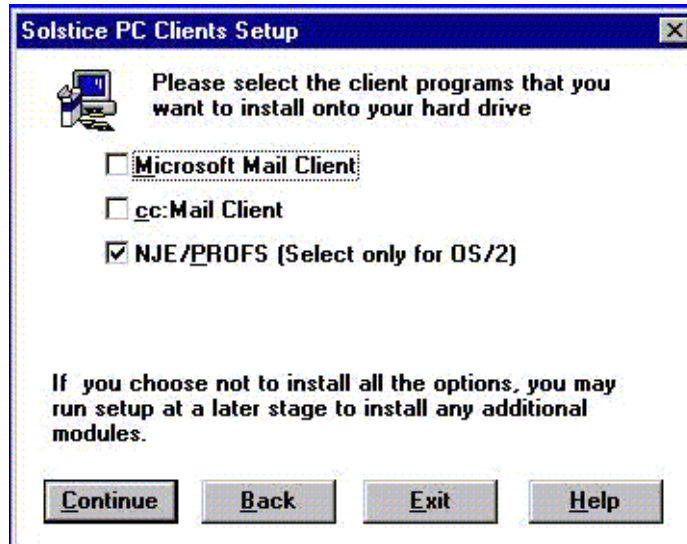 Solstice PC Clients Setup
Please select the client programs that you
want to install onto your hard drive
Microsoft Mail Client
cc:Mail Client
NJE/PROFS (Select only for OS/2)
If you choose not to install all the options, you may
run setup at a later stage to install any additional
modules.
Continue Back Exit Help